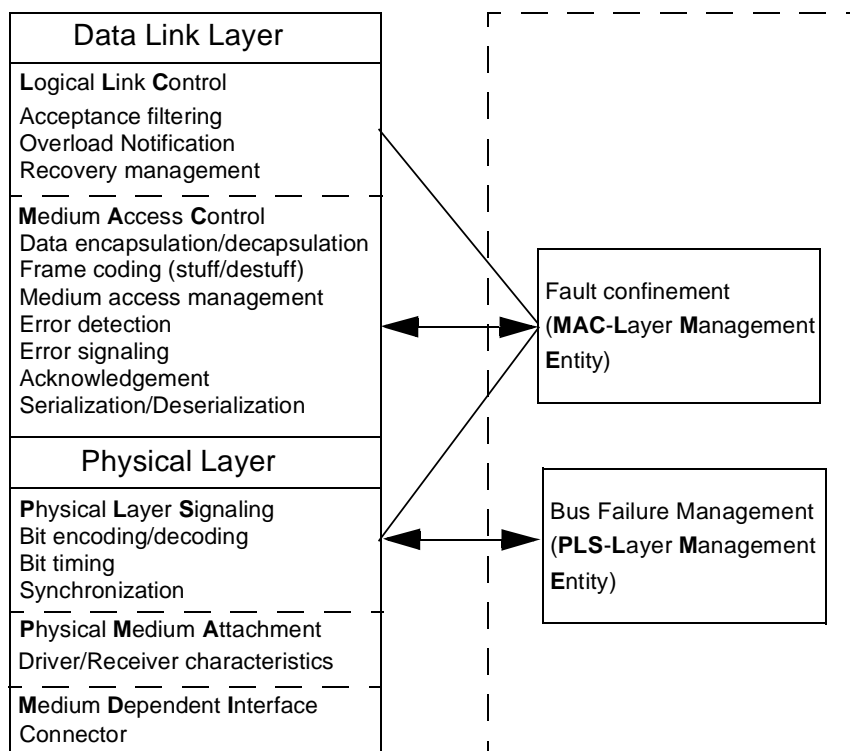 Data Link Layer
Logical Link Control
Acceptance filtering
Overload Notification
Recovery management
Medium Access Control
Data encapsulation/decapsulation
Frame coding (stuff/destuff)
Medium access management
Error detection
Error signaling
Acknowledgement
Serialization/Deserialization
Physical Layer
Physical Layer Signaling
Bit encoding/decoding
Bit timing
Synchronization
Physical Medium Attachment
Driver/Receiver characteristics
Medium Dependent Interface
Connector
Fault confinement
(MAC-Layer Management
Entity)
Bus Failure Management
(PLS-Layer Management
Entity)